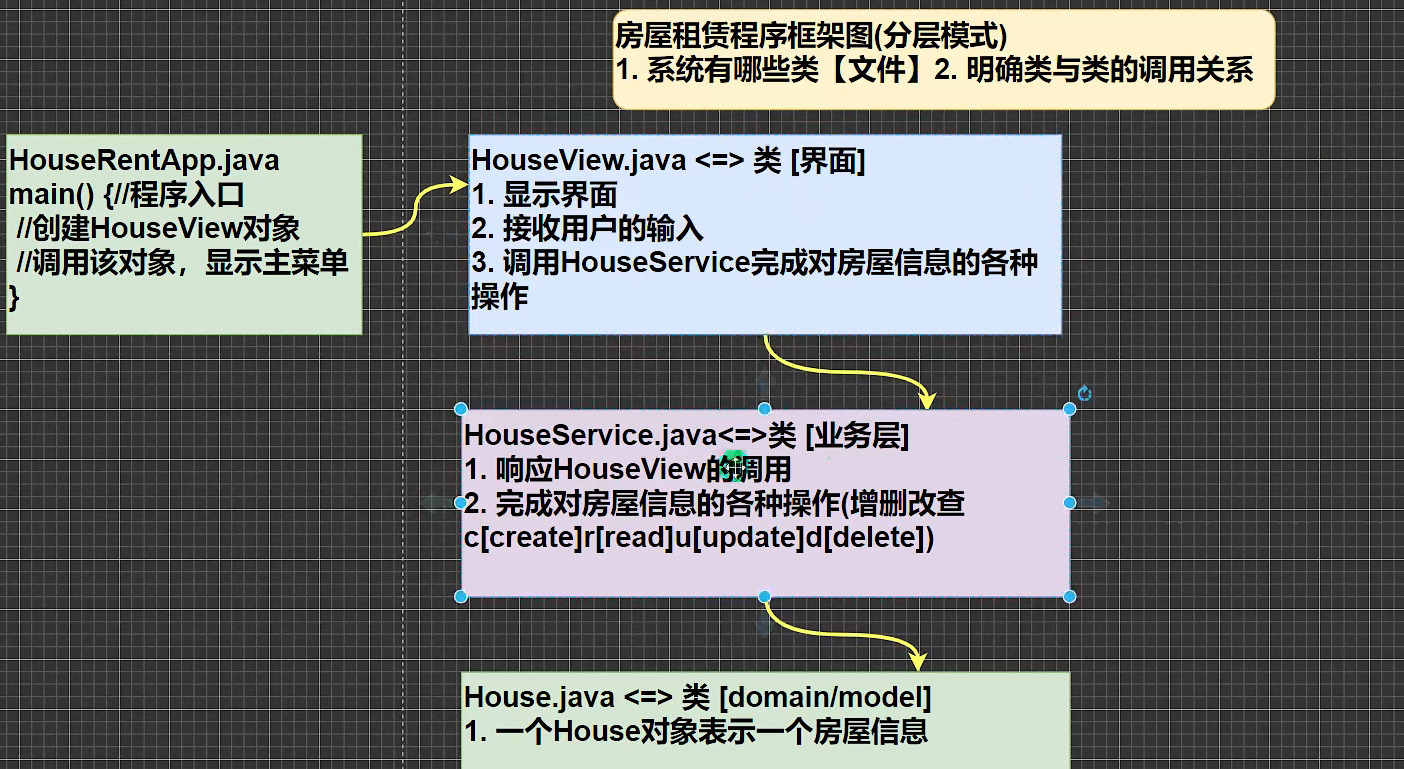 房屋租赁程序框架图(分层模式)
1. 系统有哪些类【文件】2. 明确类与类的调用关系
HouseRentApp.java
main() {//程序入口
//创建HouseView对象
//调用该对象，显示主菜单
}
HouseView.java <=> 类 [界面]
1. 显示界面
2. 接收用户的输入
3. 调用HouseService完成对房屋信息的各种
操作
HouseService.java<=>类 [业务层]
1. 响应HouseView的调用
2. 完成对房屋信息的各种操作(增删改查
c[create]r[read]u[update]d[delete])
House.java <=> 类 [domain/model]
1. 一个House对象表示一个房屋信息